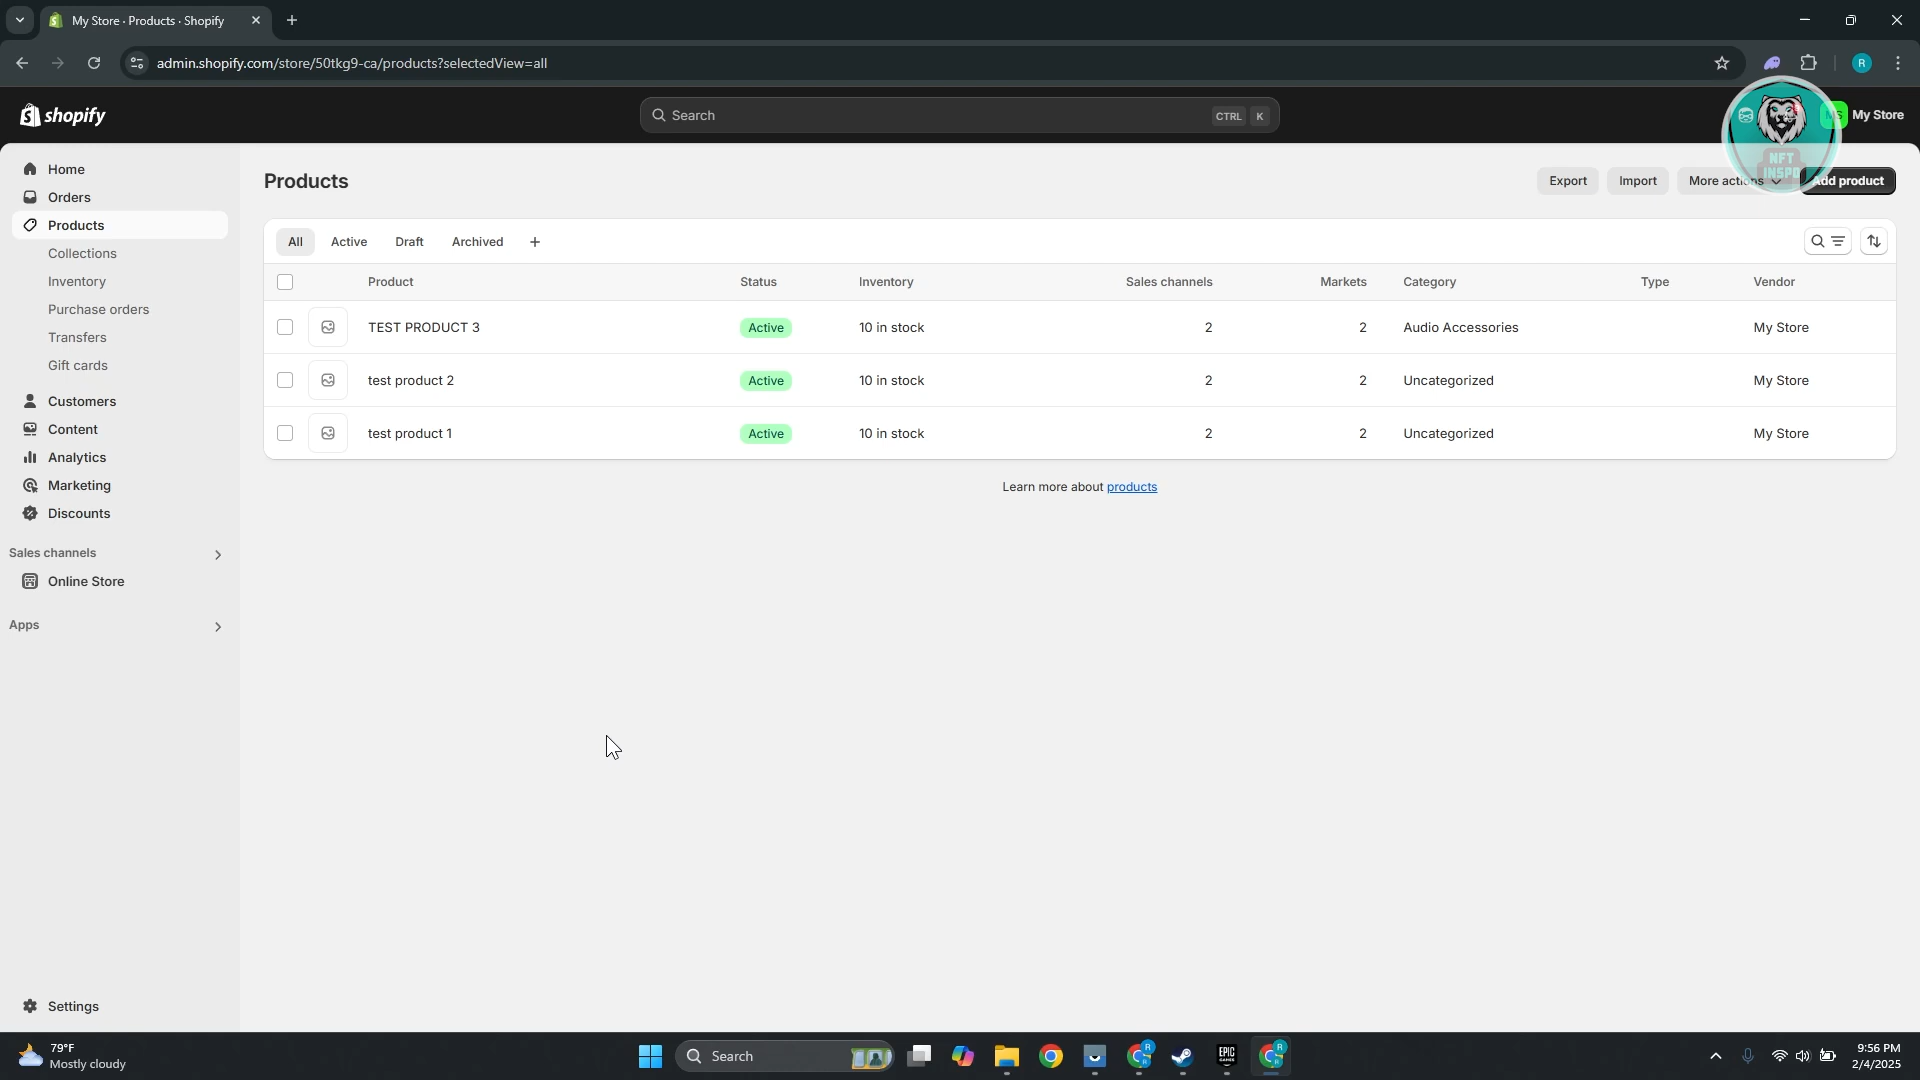 My Store · Products · Shopify
admin.shopify.com/store/50tkg9-ca/products?selectedView=all
R
shopify
Search
CTRL K
My Store
NFT
INSPO
Home
Orders
Products
Collections
Inventory
Purchase orders
Transfers
Gift cards
Customers
Content
Analytics
Marketing
Discounts
Sales channels
Online Store
Apps
Settings
Products
Export
Import
More actions
Add product
All
Active
Draft
Archived
Product Status Inventory Sales channels Markets Category Type Vendor
TEST PRODUCT 3 Active 10 in stock 2 2 Audio Accessories My Store
test product 2 Active 10 in stock 2 2 Uncategorized My Store
test product 1 Active 10 in stock 2 2 Uncategorized My Store
Learn more about products
79°F
Mostly cloudy
Search
R
EPIC
GAMES
R
9:56 PM
2/4/2025